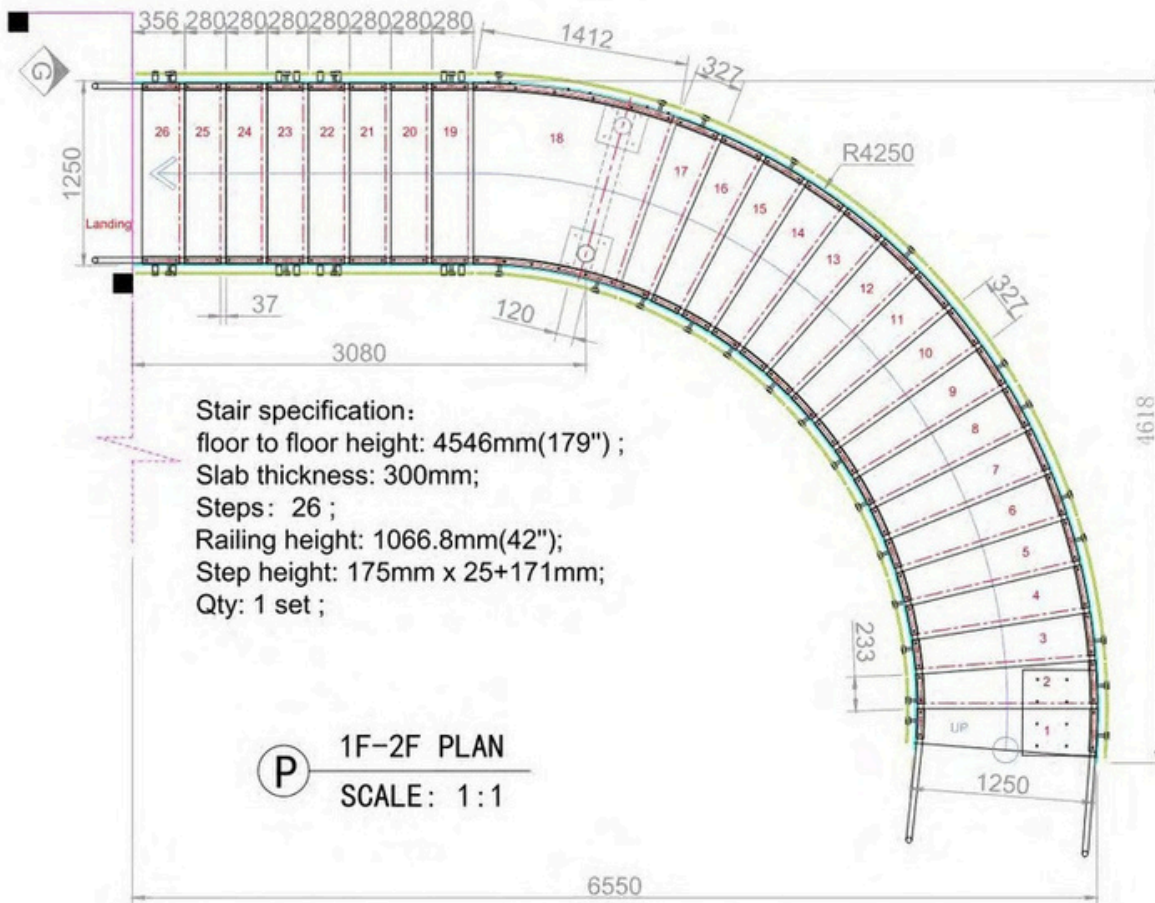 356 280 280 280 280 280 280 280
1412
327
G
26 25 24 23 22 21 20 19 18 17 16 15 14 13 12 11 10 9 8 7 6 5 4 3 2 1
R4250
1250
Landing
37
120
327
3080
4618
Stair specification:
floor to floor height: 4546mm(179") ;
Slab thickness: 300mm;
Steps: 26 ;
Railing height: 1066.8mm(42");
Step height: 175mm x 25+171mm;
Qty: 1 set ;
233
UP
P
1F-2F PLAN
SCALE: 1:1
1250
6550